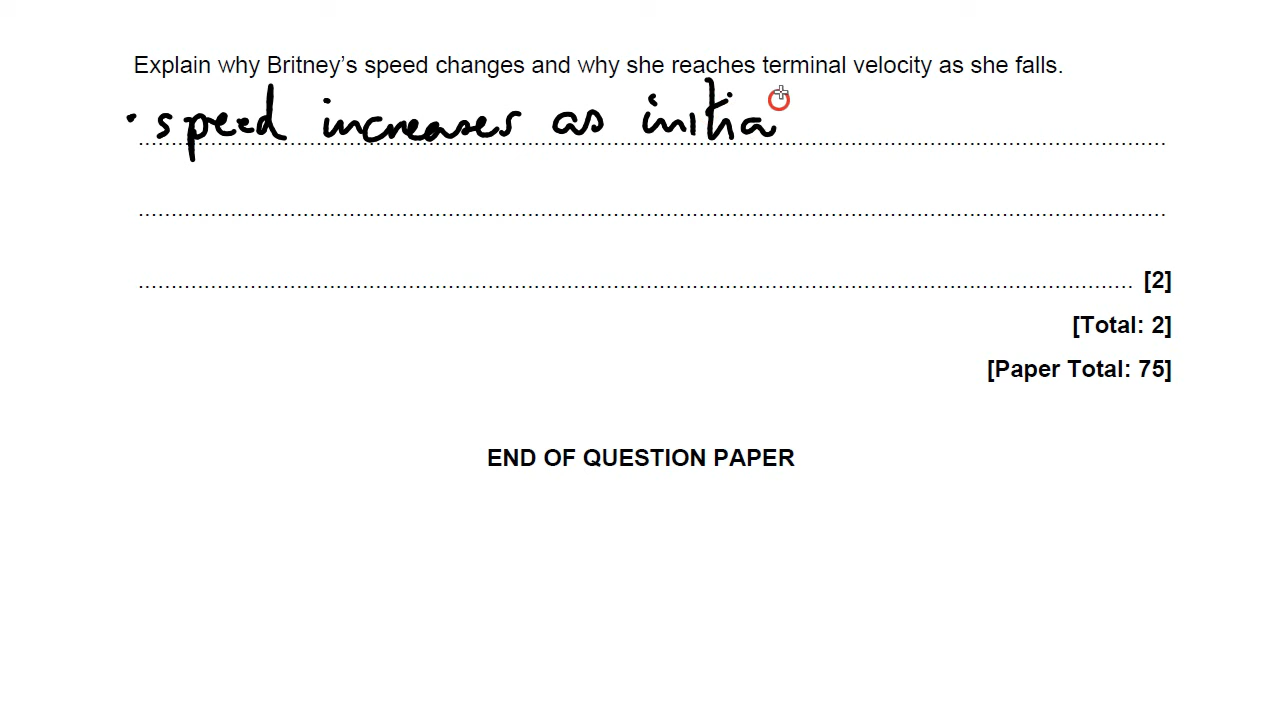 Explain why Britney's speed changes and why she reaches terminal velocity as she falls.
• speed increases as initia
[2]
[Total: 2]
[Paper Total: 75]
END OF QUESTION PAPER